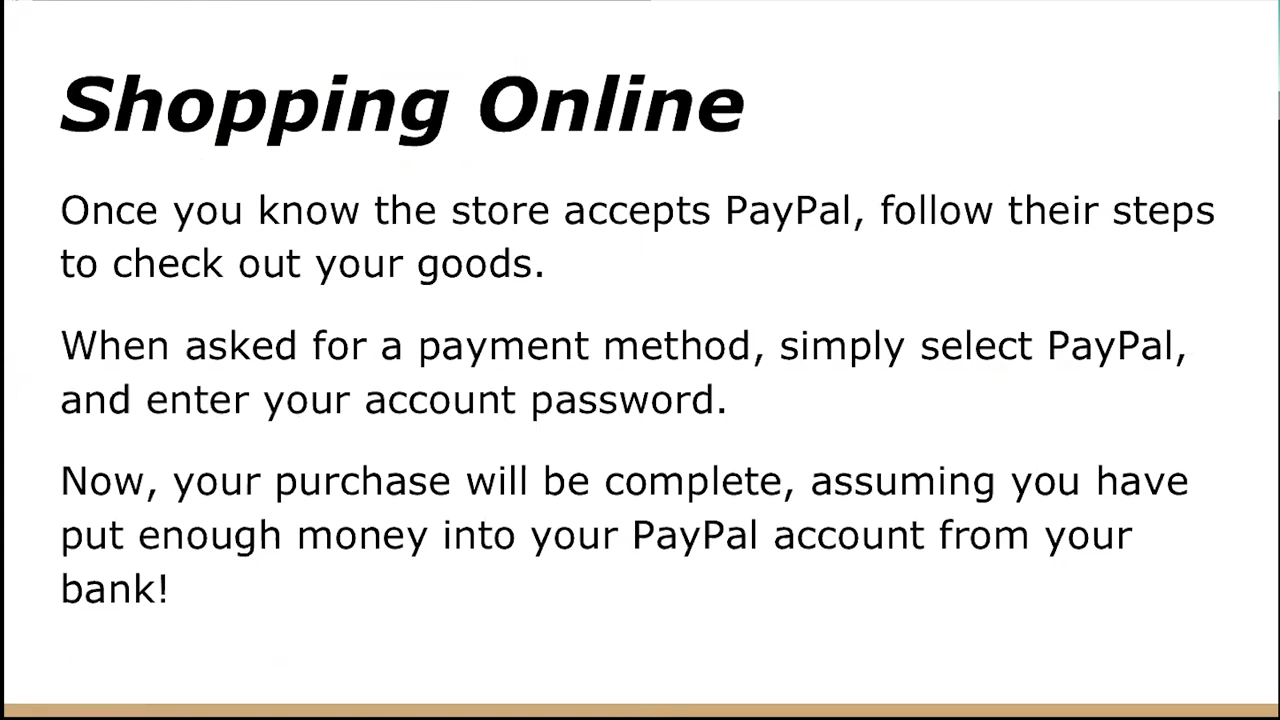 Shopping Online
Once you know the store accepts PayPal, follow their steps
to check out your goods.
When asked for a payment method, simply select PayPal,
and enter your account password.
Now, your purchase will be complete, assuming you have
put enough money into your PayPal account from your
bank!